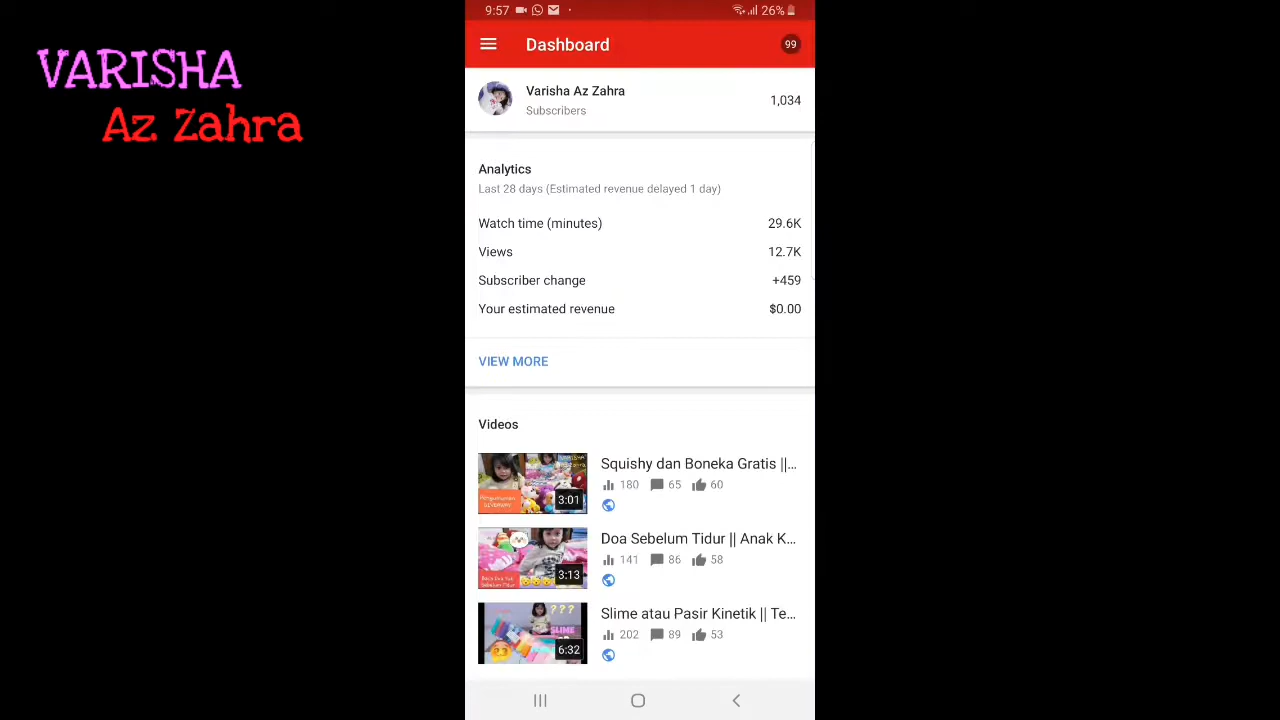 VARISHA
Az Zahra
9:57
26%
Dashboard
99
Varisha Az Zahra
Subscribers
1,034
Analytics
Last 28 days (Estimated revenue delayed 1 day)
Watch time (minutes)
29.6K
Views
12.7K
Subscriber change
+459
Your estimated revenue
$0.00
VIEW MORE
Videos
Squishy dan Boneka Gratis ||...
180 65 60
3:01
Doa Sebelum Tidur || Anak K...
141 86 58
3:13
Slime atau Pasir Kinetik || Te...
202 89 53
???
SLIME
6:32